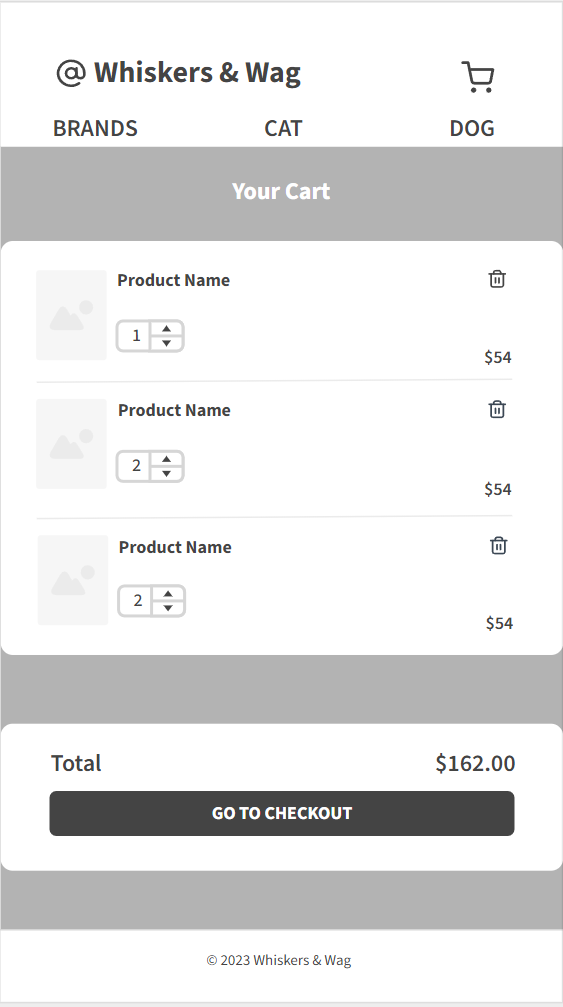 @ Whiskers & Wag
BRANDS CAT DOG
Your Cart
Product Name
1
$54
Product Name
2
$54
Product Name
2
$54
Total $162.00
GO TO CHECKOUT
© 2023 Whiskers & Wag